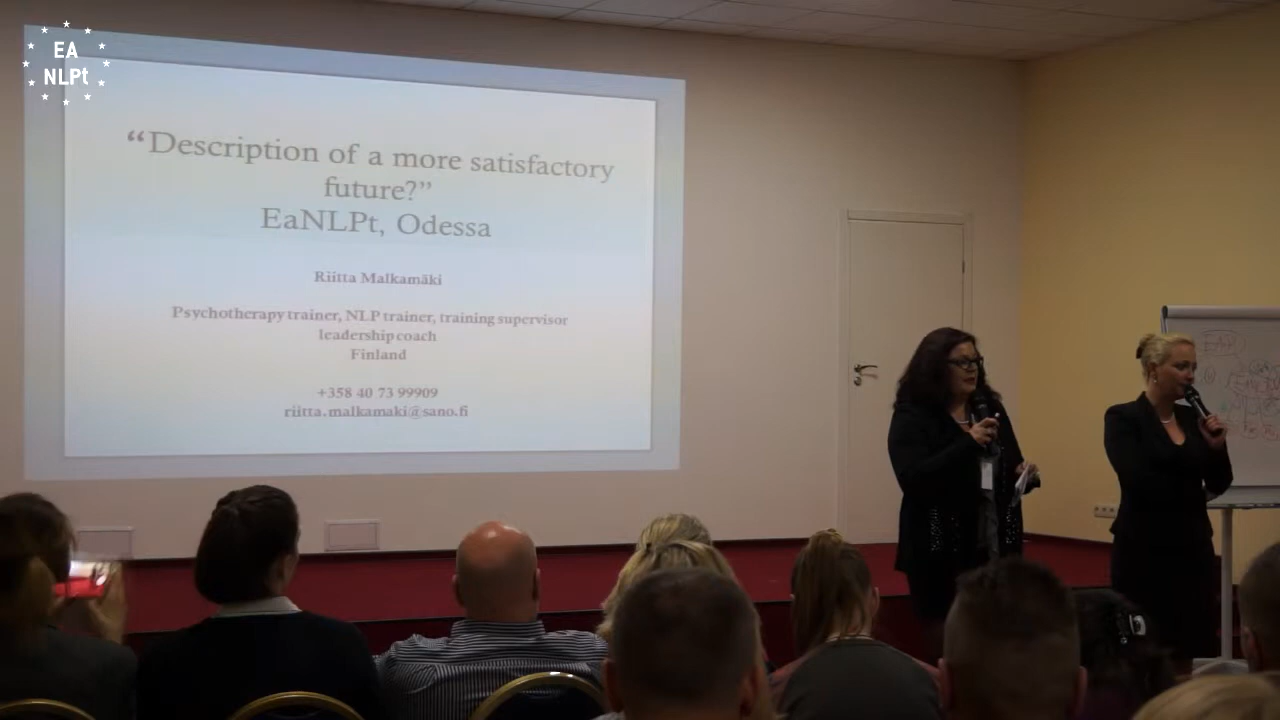 EA
NLPt
“Description of a more satisfactory
future?”
EaNLPt, Odessa
Riitta Malkamäki
Psychotherapy trainer, NLP trainer, training supervisor
leadership coach
Finland
+358 40 73 99909
riitta.malkamaki@sano.fi
EAP